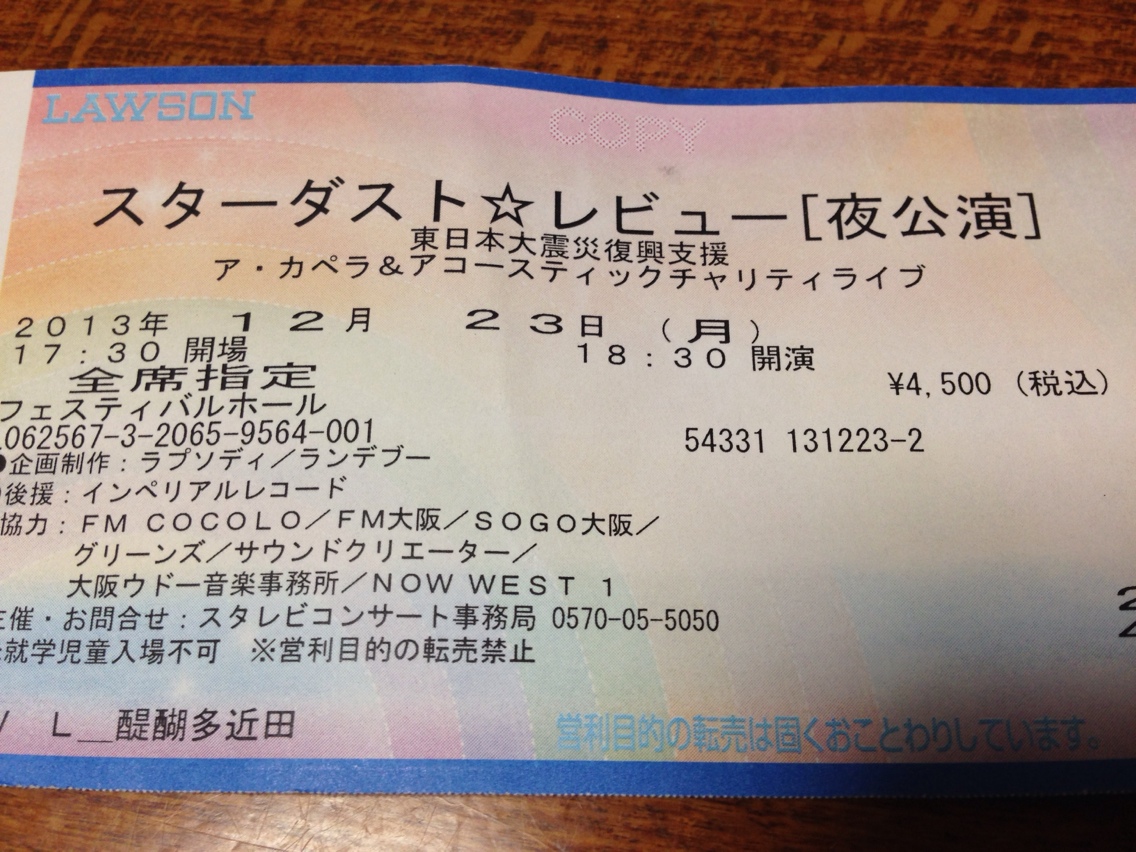 LAWSON
COPY
スターダスト☆レビュー[夜公演]
東日本大震災復興支援
ア・カペラ＆アコースティックチャリティライブ
2013年 12月 23日 (月)
17:30 開場 18:30 開演
全席指定 ¥4,500 (税込)
フェスティバルホール
062567-3-2065-9564-001 54331 131223-2
●企画制作：ラプソディ／ランデブー
後援：インペリアルレコード
協力：FM COCOLO／FM大阪／SOGO大阪／
グリーンズ／サウンドクリエーター／
大阪ウドー音楽事務所／NOW WEST 1
主催・お問合せ：スタレビコンサート事務局 0570-05-5050
就学児童入場不可 ※営利目的の転売禁止
L__醍醐多近田
営利目的の転売は固くおことわりしています。